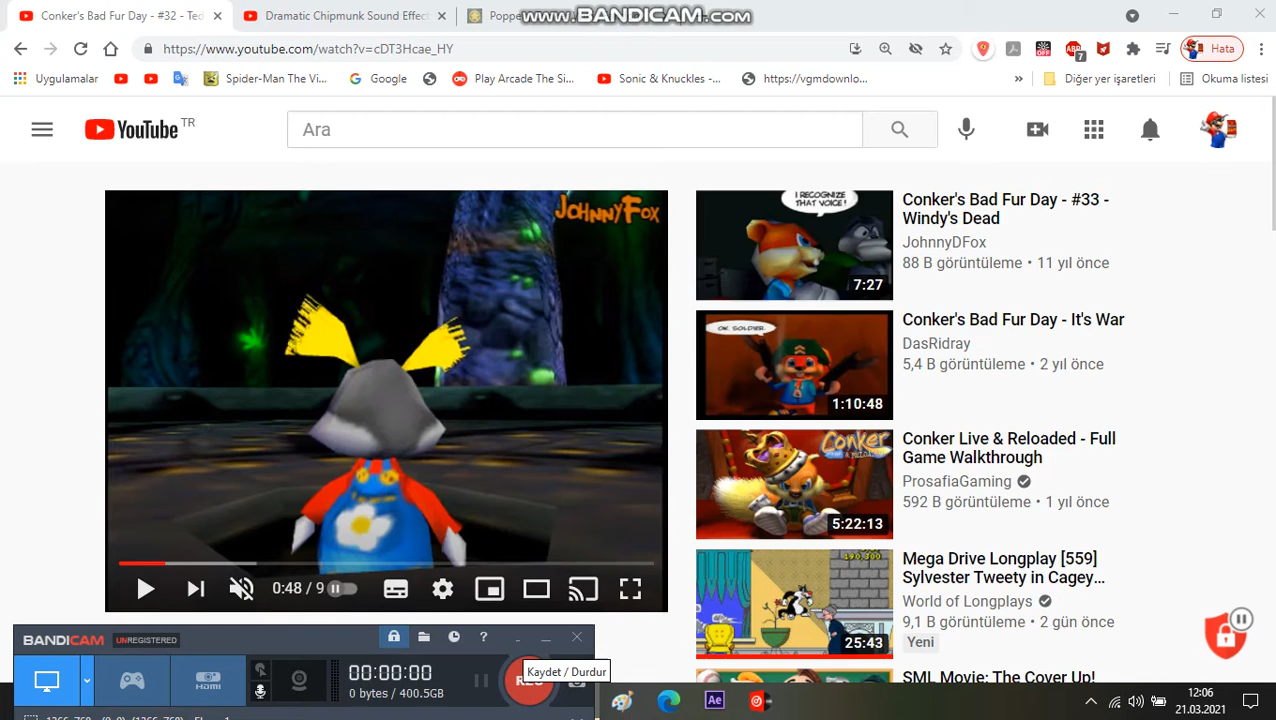 Conker's Bad Fur Day - #32 - Ted
Dramatic Chipmunk Sound Effect
Poppe
www.BANDICAM.com
https://www.youtube.com/watch?v=cDT3Hcae_HY
7
Hata
Uygulamalar
Spider-Man The Vi...
Google
Play Arcade The Si...
Sonic & Knuckles -...
https://vgmdownlo...
»
Diğer yer işaretleri
Okuma listesi
YouTube TR
Ara
JOHNNYFOX
I RECOGNIZE THAT VOICE!
7:27
Conker's Bad Fur Day - #33 -
Windy's Dead
JohnnyDFox
88 B görüntüleme • 11 yıl önce
OK, SOLDIER.
1:10:48
Conker's Bad Fur Day - It's War
DasRidray
5,4 B görüntüleme • 2 yıl önce
Conker
5:22:13
Conker Live & Reloaded - Full
Game Walkthrough
ProsafiaGaming
592 B görüntüleme • 1 yıl önce
25:43
Mega Drive Longplay [559]
Sylvester Tweety in Cagey...
World of Longplays
9,1 B görüntüleme • 2 gün önce
Yeni
SML Movie: The Cover Up!
0:48 / 9
BANDICAM UNREGISTERED
HDMI
00:00:00
0 bytes / 400.5GB
REC
Kaydet / Durdur
Ae
12:06
21.03.2021